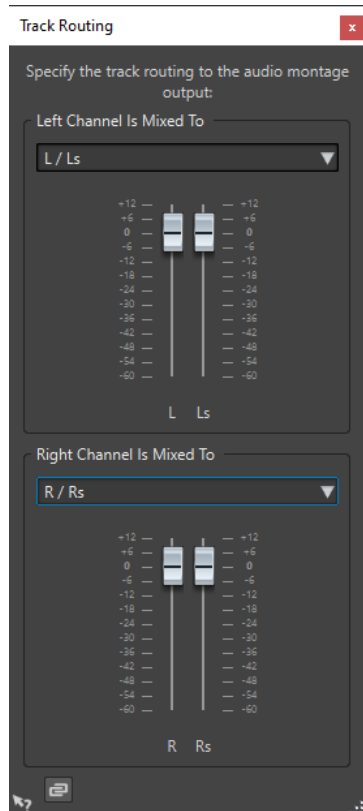 Track Routing
x
Specify the track routing to the audio montage
output:
Left Channel Is Mixed To
L / Ls
+12 +12
+6 +6
0 0
-6 -6
-12 -12
-18 -18
-24 -24
-30 -30
-36 -36
-42 -42
-48 -48
-54 -54
-60 -60
L Ls
Right Channel Is Mixed To
R / Rs
+12 +12
+6 +6
0 0
-6 -6
-12 -12
-18 -18
-24 -24
-30 -30
-36 -36
-42 -42
-48 -48
-54 -54
-60 -60
R Rs
?